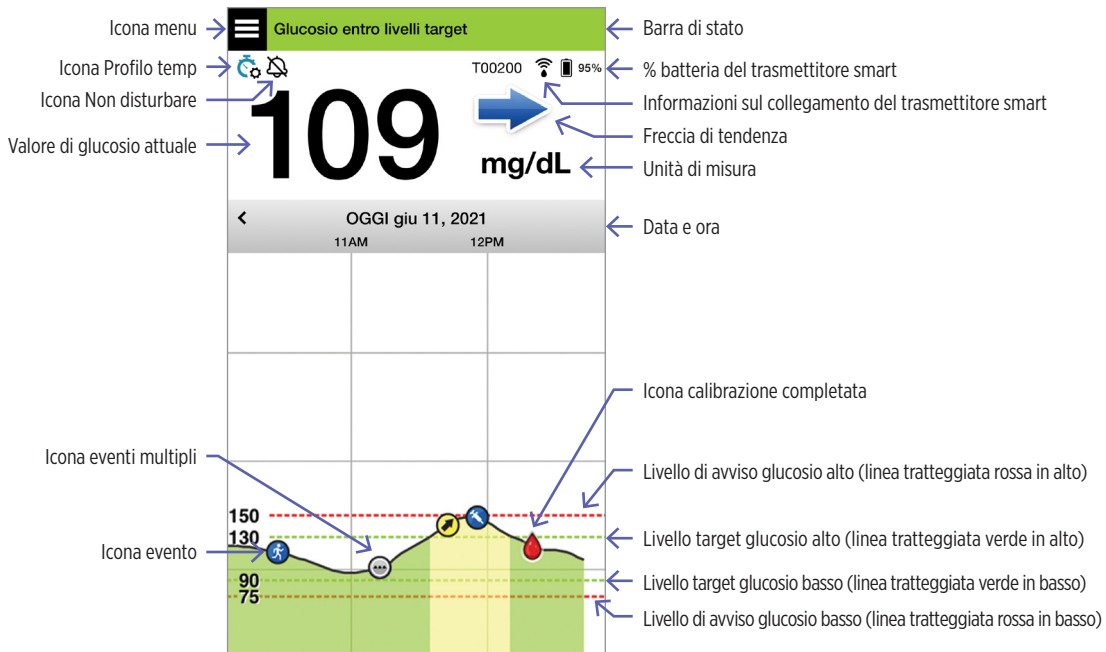 Icona menu
Glucosio entro livelli target
Barra di stato
Icona Profilo temp
T00200
95%
% batteria del trasmettitore smart
Icona Non disturbare
Informazioni sul collegamento del trasmettitore smart
Valore di glucosio attuale
109
Freccia di tendenza
mg/dL
Unità di misura
OGGI giu 11, 2021
Data e ora
11AM
12PM
Icona calibrazione completata
Icona eventi multipli
Livello di avviso glucosio alto (linea tratteggiata rossa in alto)
150
130
Livello target glucosio alto (linea tratteggiata verde in alto)
Icona evento
90
Livello target glucosio basso (linea tratteggiata verde in basso)
75
Livello di avviso glucosio basso (linea tratteggiata rossa in basso)